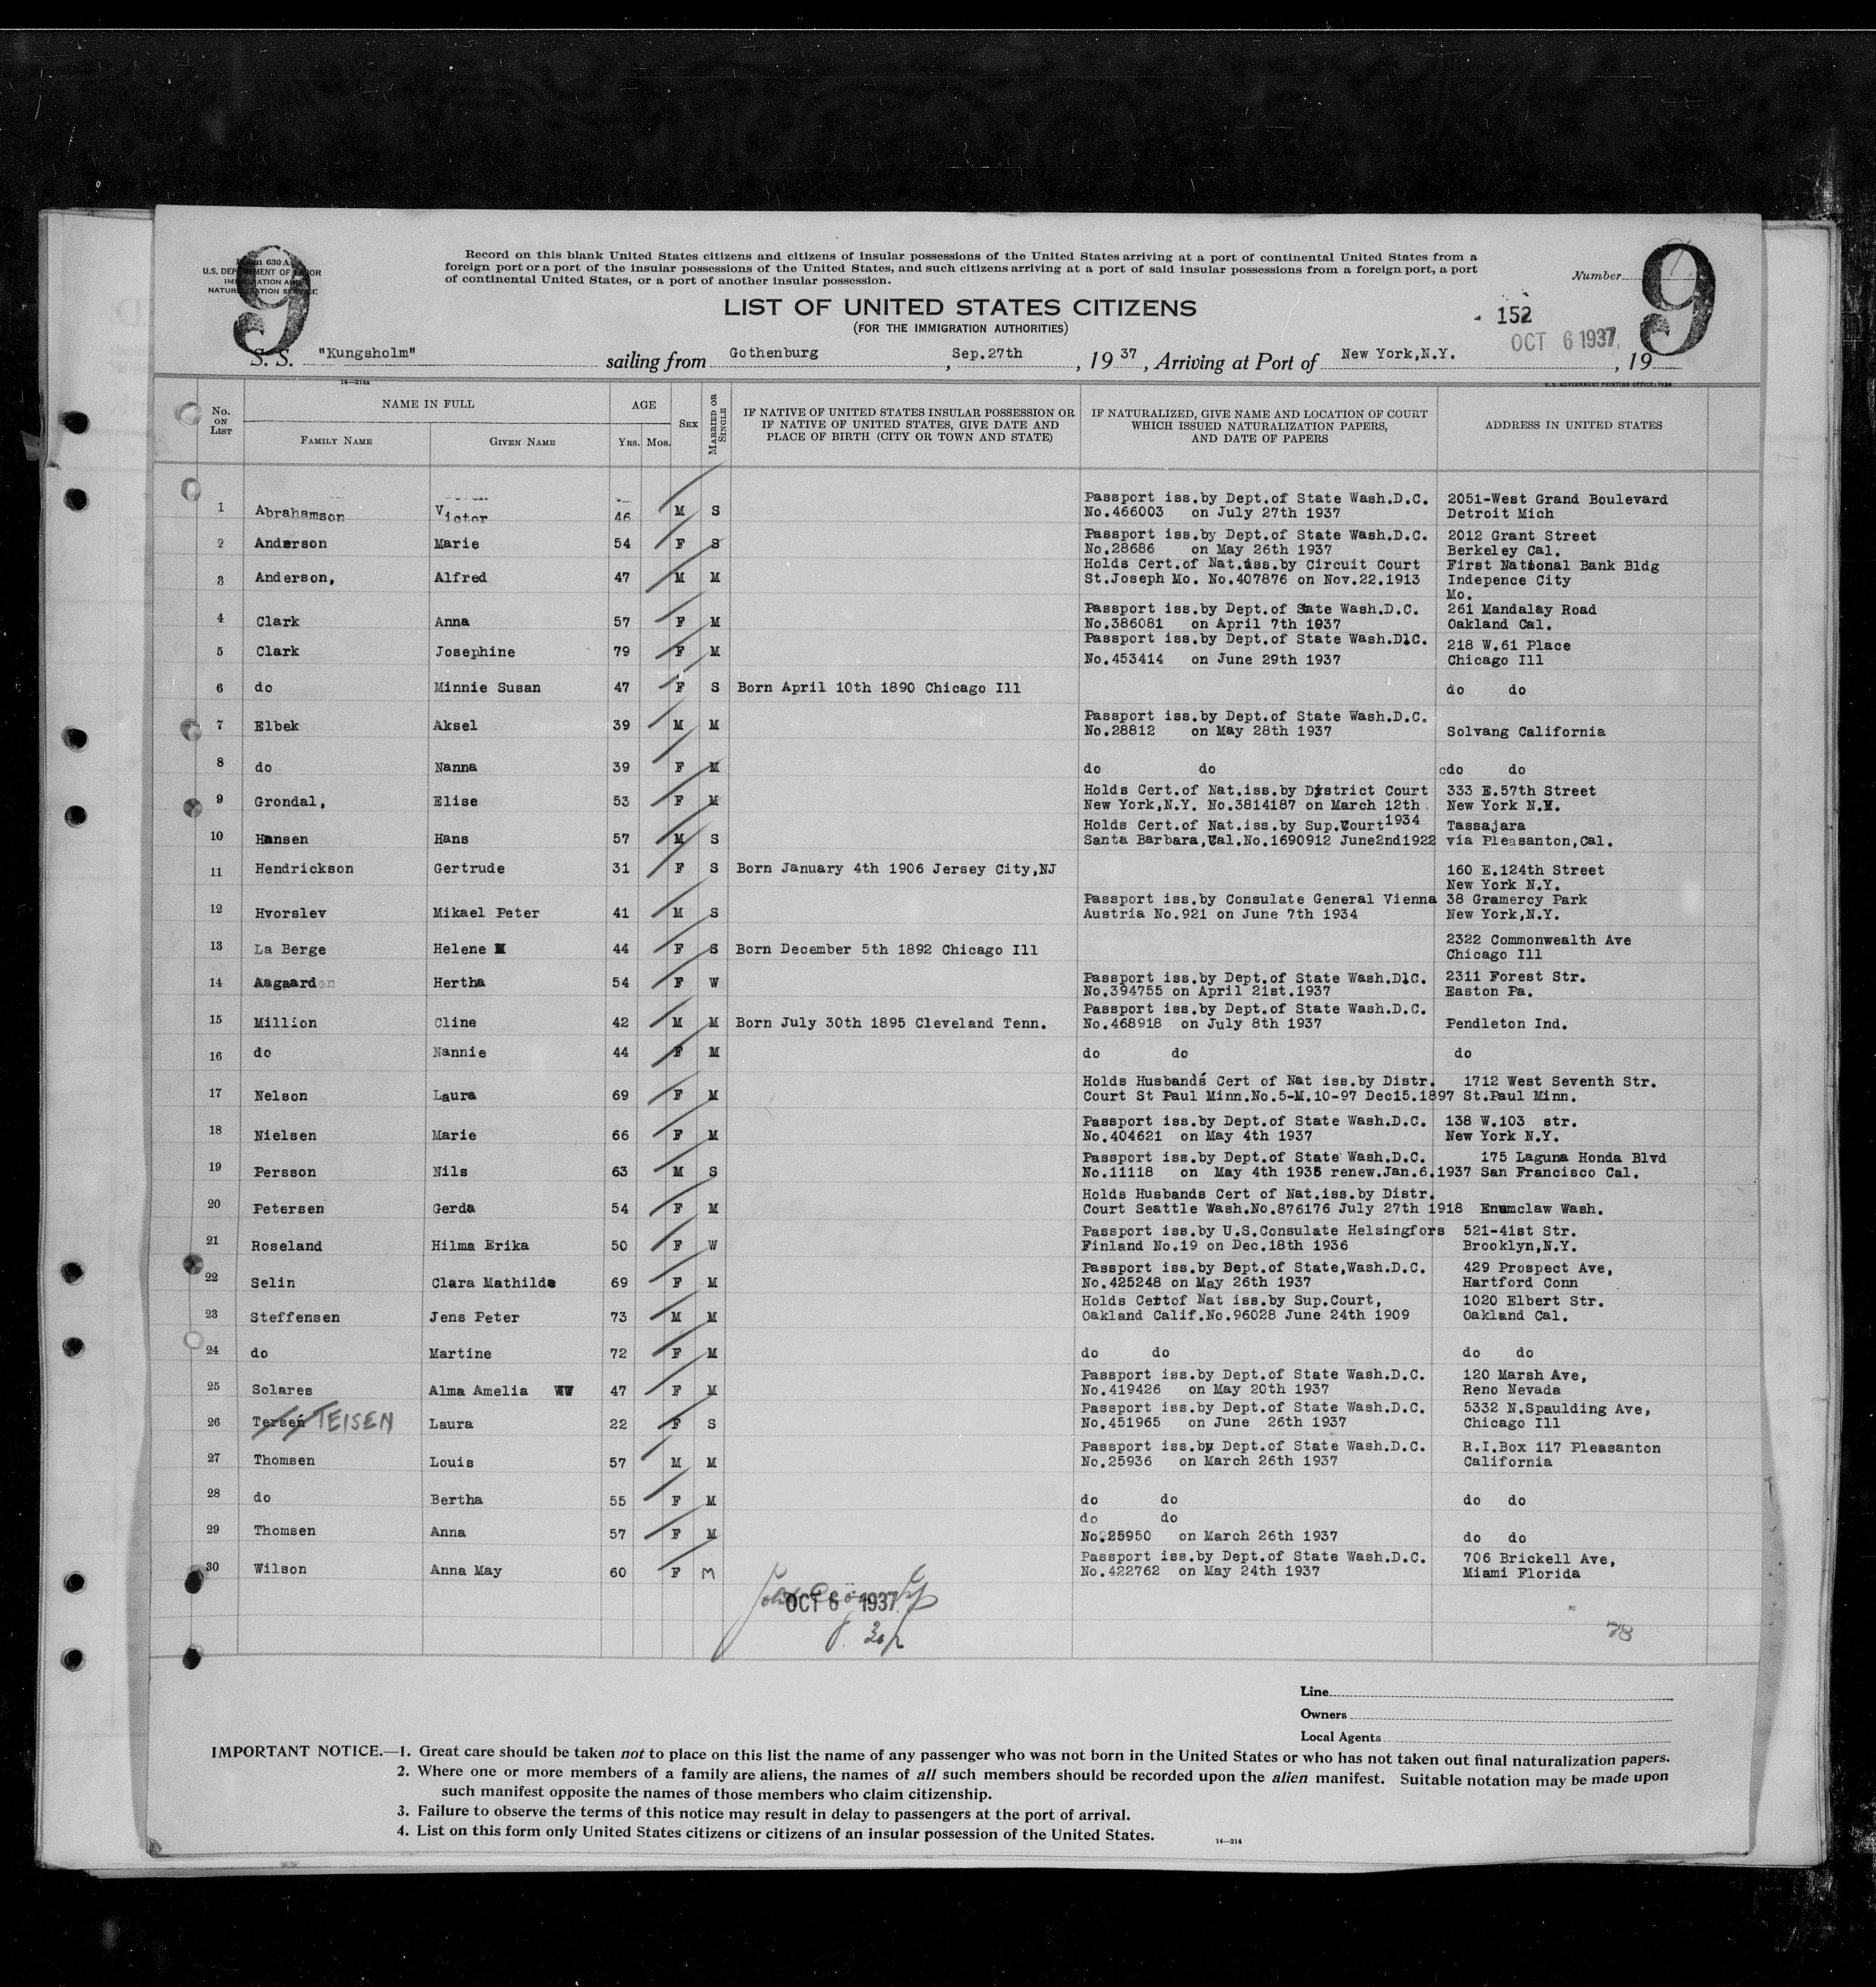 Form 630 A
U.S. DEPARTMENT OF LABOR
IMMIGRATION AND
NATURALIZATION SERVICE
9
Record on this blank United States citizens and citizens of insular possessions of the United States arriving at a port of continental United States from a
foreign port or a port of the insular possessions of the United States, and such citizens arriving at a port of said insular possessions from a foreign port, a port
of continental United States, or a port of another insular possession.
Number
9
LIST OF UNITED STATES CITIZENS
(FOR THE IMMIGRATION AUTHORITIES)
152
OCT 6 1937
S. S. "Kungsholm" sailing from Gothenburg, Sep.27th, 1937, Arriving at Port of New York,N.Y., 19
14—214a
U. S. GOVERNMENT PRINTING OFFICE: 1934
No. ON LIST NAME IN FULL AGE SEX MARRIED OR SINGLE IF NATIVE OF UNITED STATES INSULAR POSSESSION OR IF NATIVE OF UNITED STATES, GIVE DATE AND PLACE OF BIRTH (CITY OR TOWN AND STATE) IF NATURALIZED, GIVE NAME AND LOCATION OF COURT WHICH ISSUED NATURALIZATION PAPERS, AND DATE OF PAPERS ADDRESS IN UNITED STATES
FAMILY NAME GIVEN NAME YRS. MOS.
1 Abrahamson Victor 46 M S Passport iss.by Dept.of State Wash.D.C. 2051-West Grand Boulevard
No.466003 on July 27th 1937 Detroit Mich
2 Anderson Marie 54 F S Passport iss.by Dept.of State Wash.D.C. 2012 Grant Street
No.28686 on May 26th 1937 Berkeley Cal.
3 Anderson, Alfred 47 M M Holds Cert.of Nat.iss.by Circuit Court First National Bank Bldg
St.Joseph Mo. No.407876 on Nov.22.1913 Indepence City
Mo.
4 Clark Anna 57 F M Passport iss.by Dept.of State Wash.D.C. 261 Mandalay Road
No.386081 on April 7th 1937 Oakland Cal.
5 Clark Josephine 79 F M Passport iss.by Dept.of State Wash.DlC. 218 W.61 Place
No.453414 on June 29th 1937 Chicago Ill
6 do Minnie Susan 47 F S Born April 10th 1890 Chicago Ill do do
7 Elbek Aksel 39 M M Passport iss.by Dept.of State Wash.D.C.
No.28812 on May 28th 1937 Solvang California
8 do Nanna 39 F M do do cdo do
9 Grondal, Elise 53 F M Holds Cert.of Nat.iss.by District Court 333 E.57th Street
New York,N.Y. No.3814187 on March 12th 1934 New York N.Y.
10 Hansen Hans 57 M S Holds Cert.of Nat.iss.by Sup.Court Tassajara
Santa Barbara,Cal.No.1690912 June2nd1922 via Pleasanton,Cal.
11 Hendrickson Gertrude 31 F S Born January 4th 1906 Jersey City,NJ 160 E.124th Street
New York N.Y.
12 Hvorslev Mikael Peter 41 M S Passport iss.by Consulate General Vienna 38 Gramercy Park
Austria No.921 on June 7th 1934 New York,N.Y.
13 La Berge Helene M 44 F S Born December 5th 1892 Chicago Ill 2322 Commonwealth Ave
Chicago Ill
14 Aagaard Hertha 54 F W Passport iss.by Dept.of State Wash.DlC. 2311 Forest Str.
No.394755 on April 21st.1937 Easton Pa.
15 Million Cline 42 M M Born July 30th 1895 Cleveland Tenn. Passport iss.by Dept.of State Wash.D.C.
No.468918 on July 8th 1937 Pendleton Ind.
16 do Nannie 44 F M do do do
17 Nelson Laura 69 F M Holds Husband's Cert of Nat iss.by Distr. 1712 West Seventh Str.
Court St Paul Minn.No.5-M.10-97 Dec15.1897 St.Paul Minn.
18 Nielsen Marie 66 F M Passport iss.by Dept.of State Wash.D.C. 138 W.103 str.
No.404621 on May 4th 1937 New York N.Y.
19 Persson Nils 63 M S Passport iss.by Dept.of State Wash.D.C. 175 Laguna Honda Blvd
No.11118 on May 4th 1935 renew.Jan.6.1937 San Francisco Cal.
20 Petersen Gerda 54 F M Holds Husbands Cert of Nat.iss.by Distr.
Court Seattle Wash.No.876176 July 27th 1918 Enumclaw Wash.
21 Roseland Hilma Erika 50 F W Passport iss.by U.S.Consulate Helsingfors 521-41st Str.
Finland No.19 on Dec.18th 1936 Brooklyn,N.Y.
22 Selin Clara Mathilde 69 F M Passport iss.by Dept.of State,Wash.D.C. 429 Prospect Ave,
No.425248 on May 26th 1937 Hartford Conn
23 Steffensen Jens Peter 73 M M Holds Certof Nat iss.by Sup.Court, 1020 Elbert Str.
Oakland Calif.No.96028 June 24th 1909 Oakland Cal.
24 do Martine 72 F M do do do do
25 Solares Alma Amelia 47 F M Passport iss.by Dept.of State Wash.D.C. 120 Marsh Ave,
No.419426 on May 20th 1937 Reno Nevada
26 Tersen TEISEN Laura 22 F S Passport iss.by Dept.of State Wash.D.C. 5332 N.Spaulding Ave,
No.451965 on June 26th 1937 Chicago Ill
27 Thomsen Louis 57 M M Passport iss.by Dept.of State Wash.D.C. R.I.Box 117 Pleasanton
No.25936 on March 26th 1937 California
28 do Bertha 55 F M do do do do
29 Thomsen Anna 57 F M do do
No.25950 on March 26th 1937 do do
30 Wilson Anna May 60 F M Passport iss.by Dept.of State Wash.D.C. 706 Brickell Ave,
No.422762 on May 24th 1937 Miami Florida
OCT 6 1937
78
Line
Owners
Local Agents
IMPORTANT NOTICE.—1. Great care should be taken not to place on this list the name of any passenger who was not born in the United States or who has not taken out final naturalization papers.
2. Where one or more members of a family are aliens, the names of all such members should be recorded upon the alien manifest. Suitable notation may be made upon
such manifest opposite the names of those members who claim citizenship.
3. Failure to observe the terms of this notice may result in delay to passengers at the port of arrival.
4. List on this form only United States citizens or citizens of an insular possession of the United States.
14—214